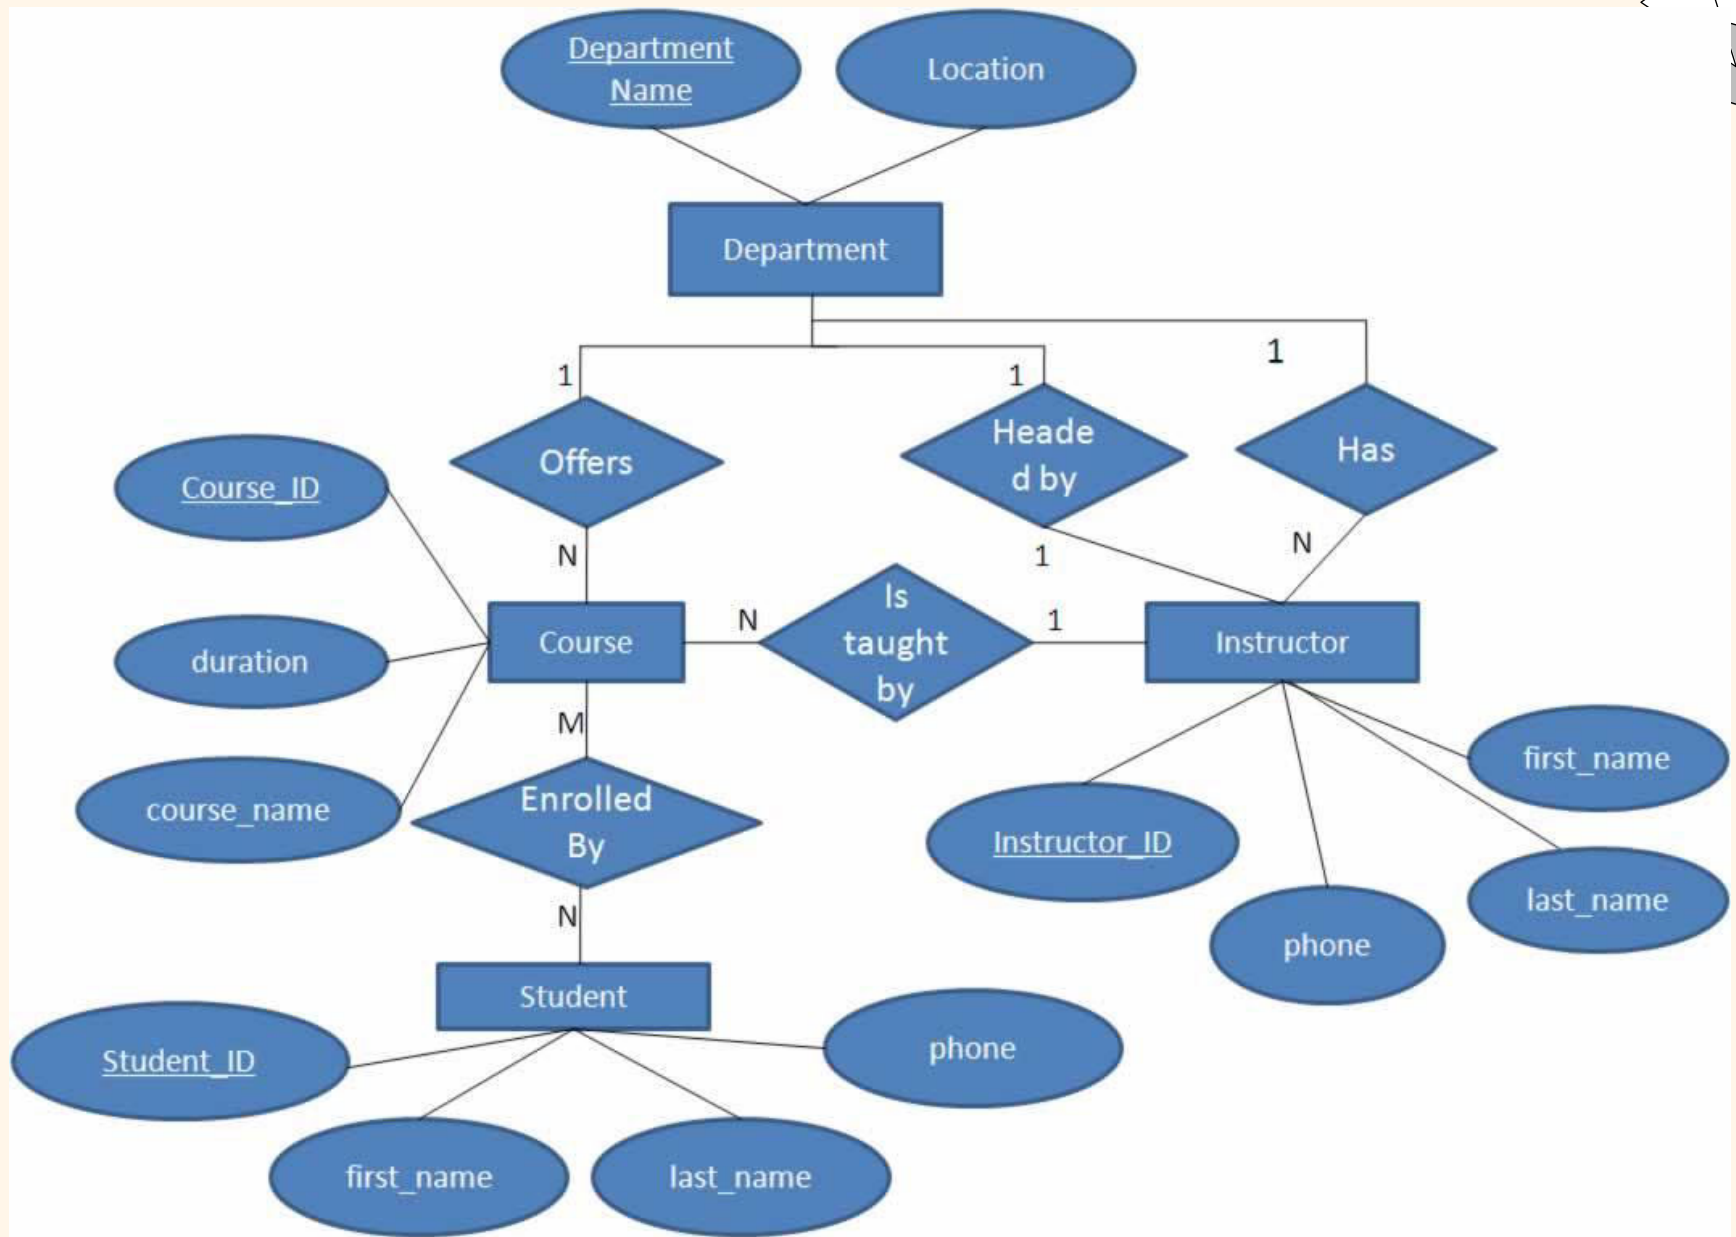 Department
Name
Location
Department
1
1
1
Offers
Heade
d by
Has
Course_ID
N
1
N
Course
N
Is
taught
by
1
Instructor
duration
M
course_name
Enrolled
By
first_name
Instructor_ID
last_name
phone
N
Student
Student_ID
phone
first_name
last_name